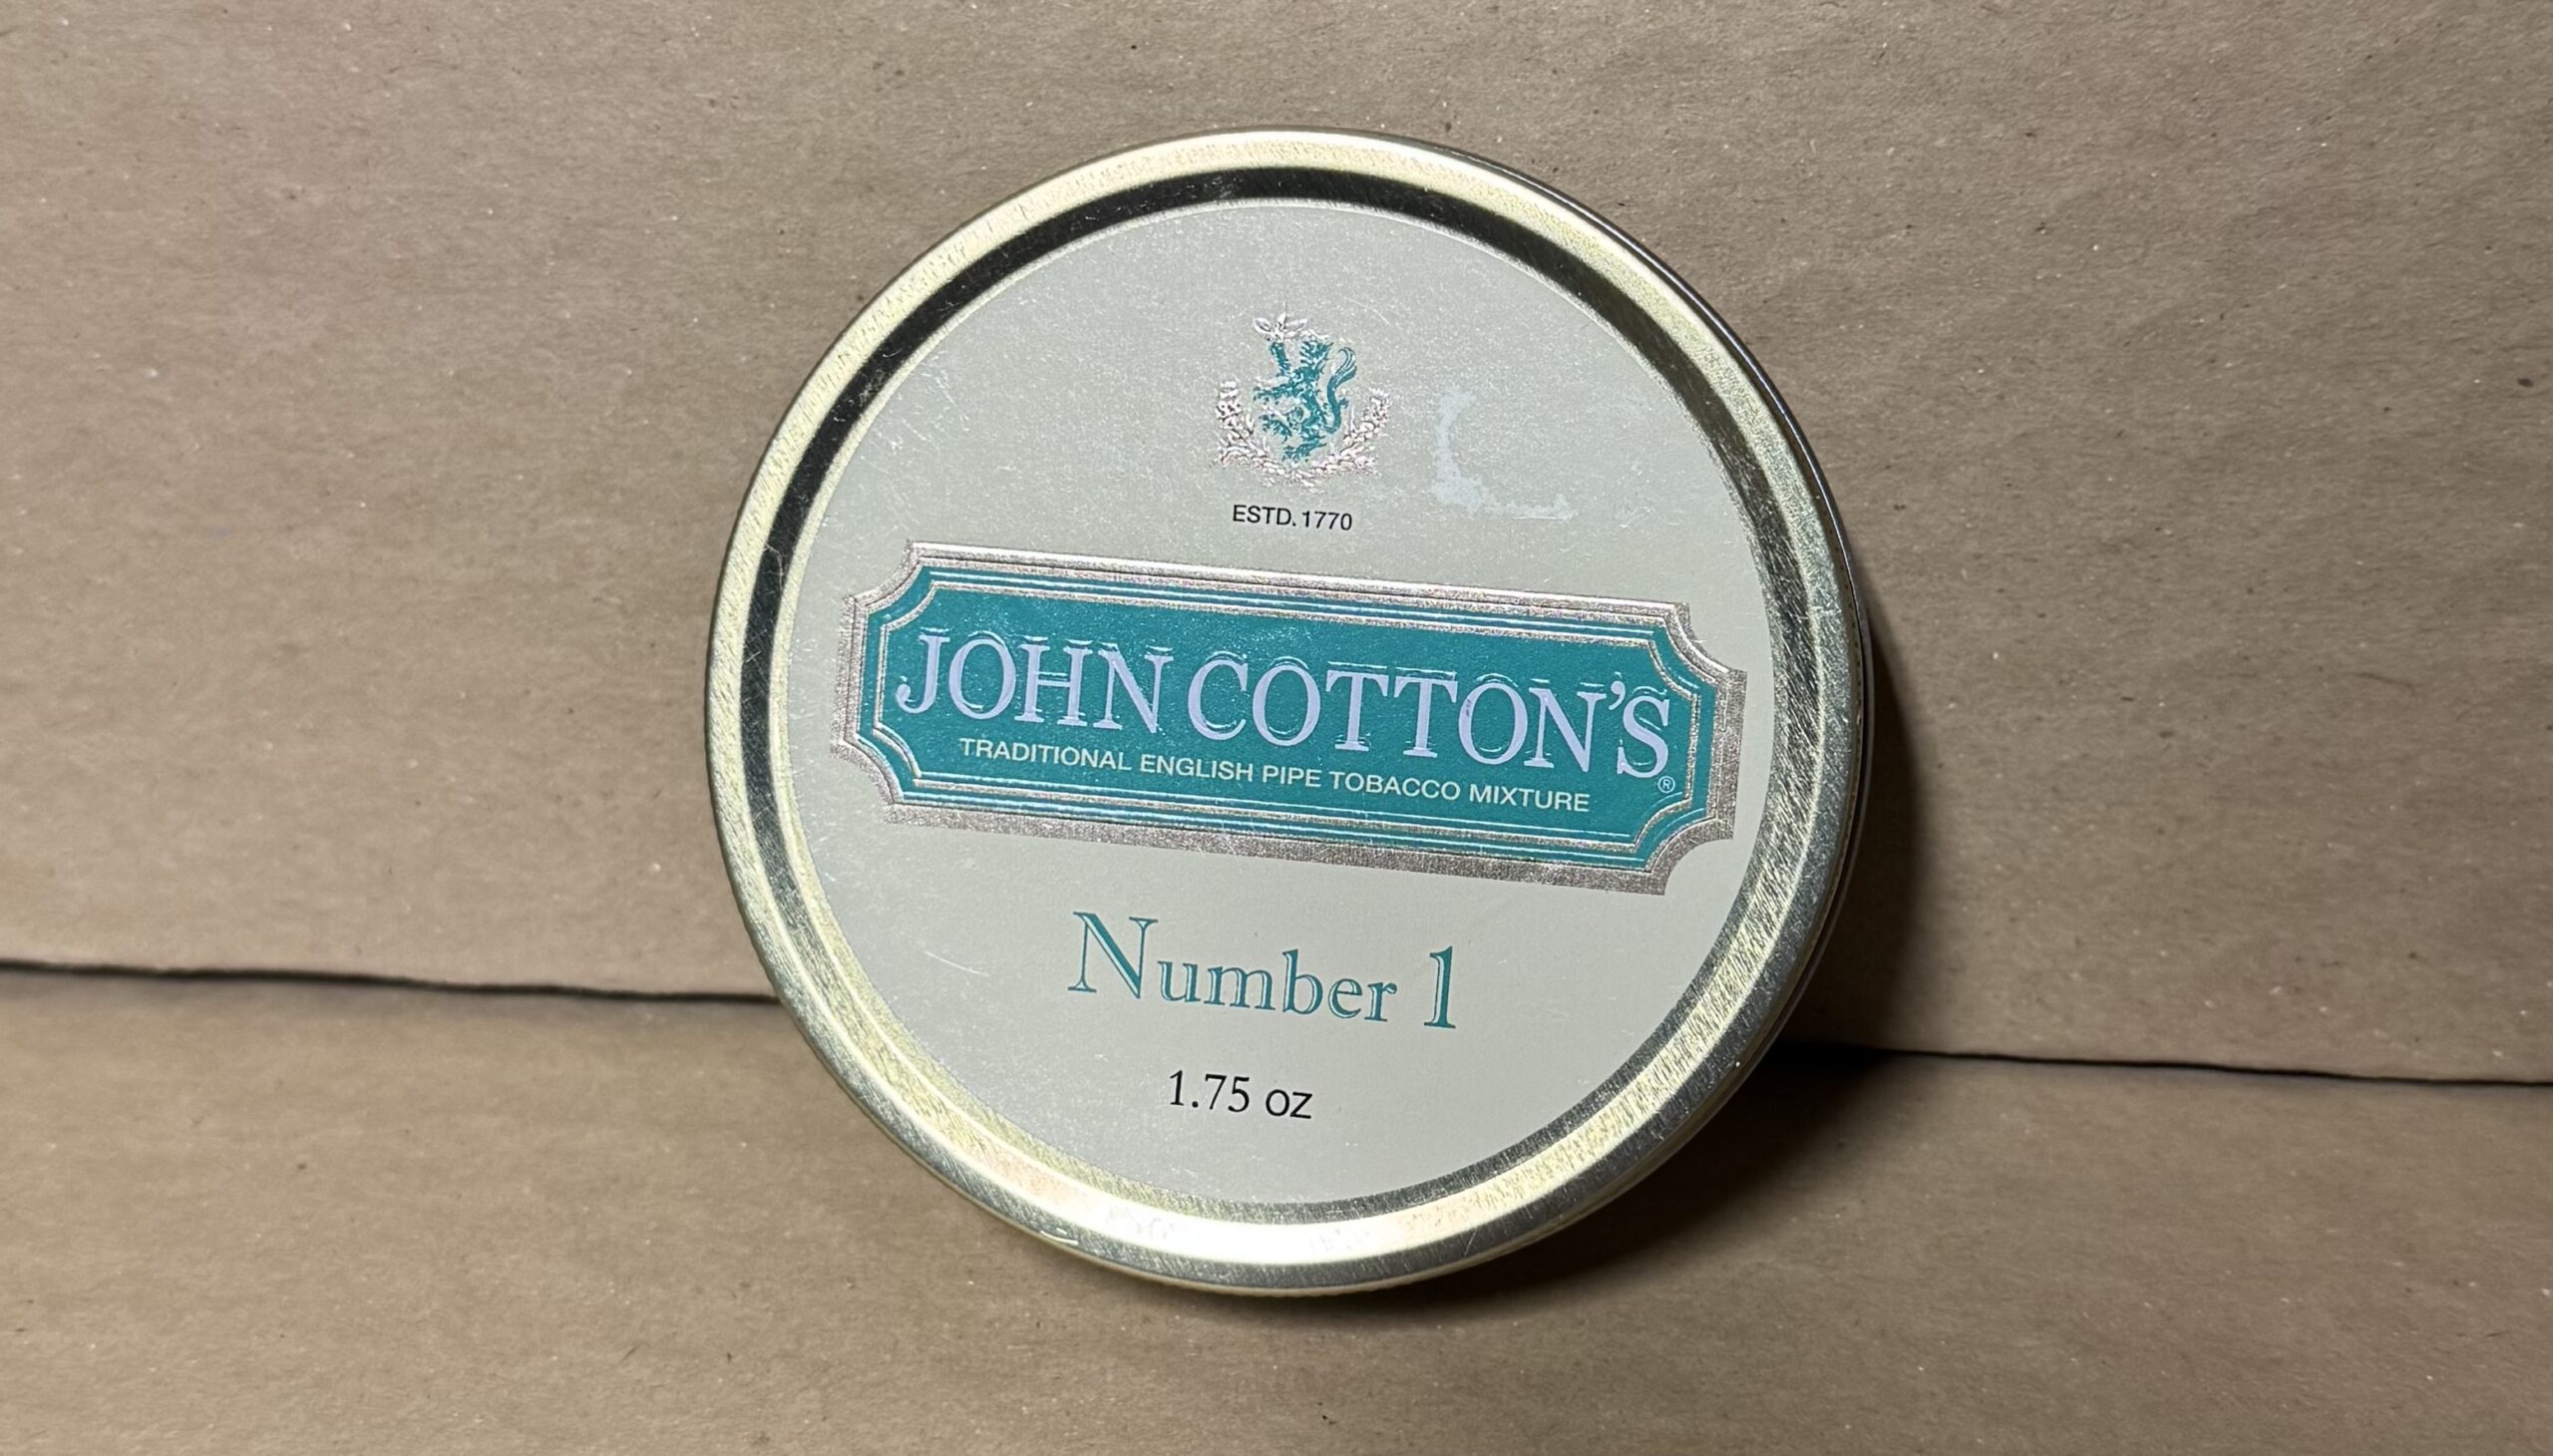 ESTD. 1770
JOHN COTTON'S
TRADITIONAL ENGLISH PIPE TOBACCO MIXTURE ®
Number 1
1.75 oz